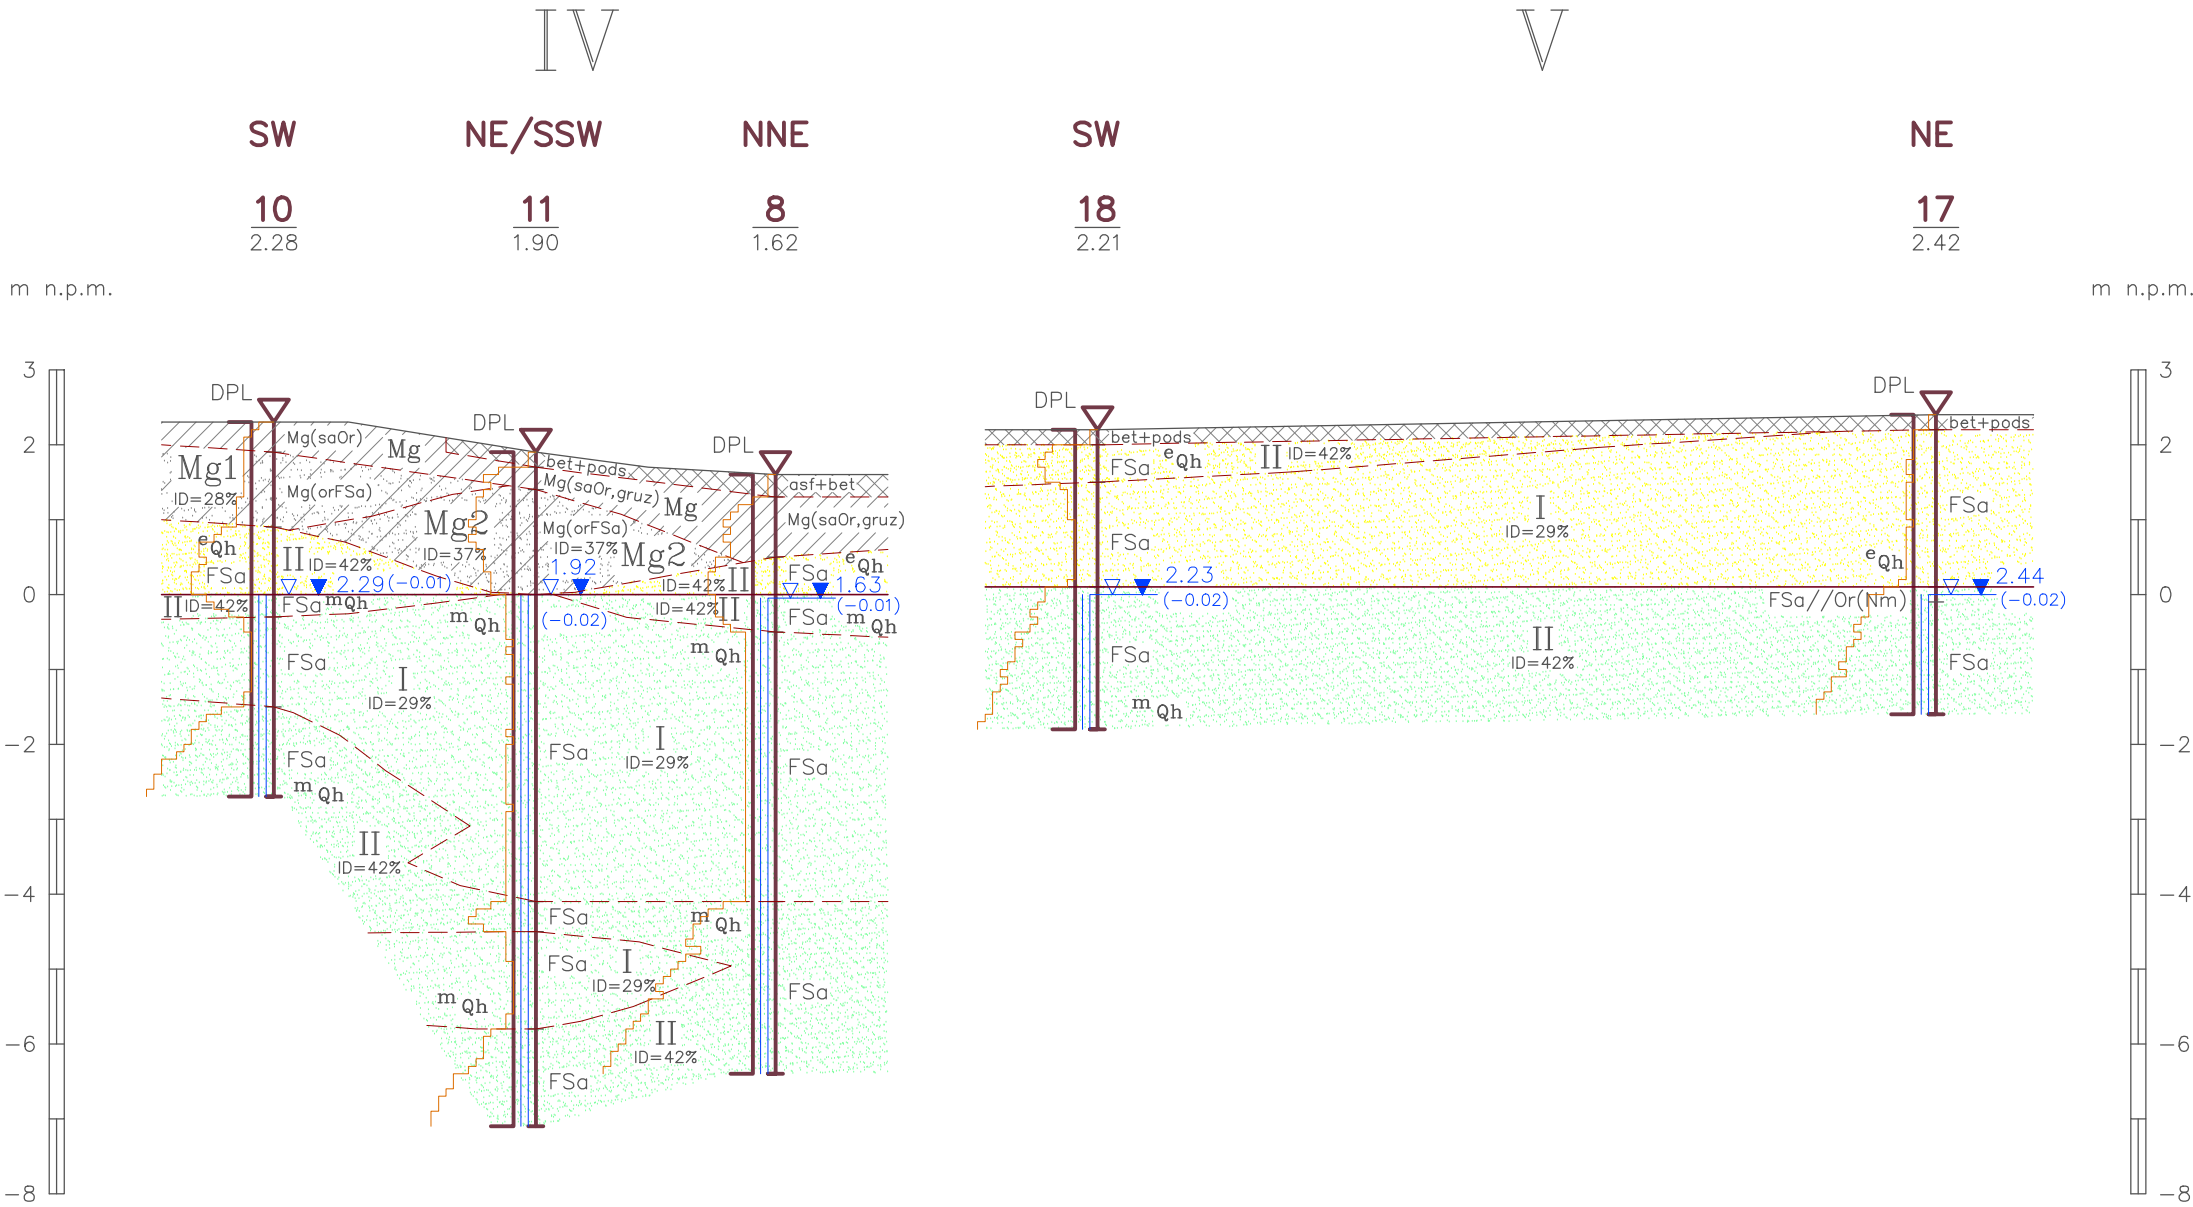 IV V
SW NE/SSW NNE SW NE
10 11 8 18 17
2.28 1.90 1.62 2.21 2.42
m n.p.m. m n.p.m.
3 3
DPL DPL DPL DPL DPL
Mg(saOr) Mg bet+pods bet+pods
2 2
Mg1 bet+pods FSa eQh II ID=42%
ID=28% Mg(orFSa) Mg(saOr,gruz) Mg asf+bet
Mg2 Mg(orFSa) Mg(saOr,gruz) I FSa
ID=37% ID=37% Mg2 ID=29%
eQh II ID=42% FSa eQh
FSa 1.92 ID=42% II FSa eQh
2.29(-0.01) 1.63 2.23 2.44
0 0
II ID=42% FSa mQh ID=42% II FSa (-0.01) (-0.02) FSa//Or(Nm) (-0.02)
mQh (-0.02) mQh
FSa mQh FSa II FSa
I ID=42%
ID=29% mQh
-2 -2
FSa FSa I FSa
mQh ID=29%
II
ID=42%
-4 -4
FSa mQh
FSa I
ID=29%
mQh FSa
-6 II -6
ID=42%
FSa
-8 -8